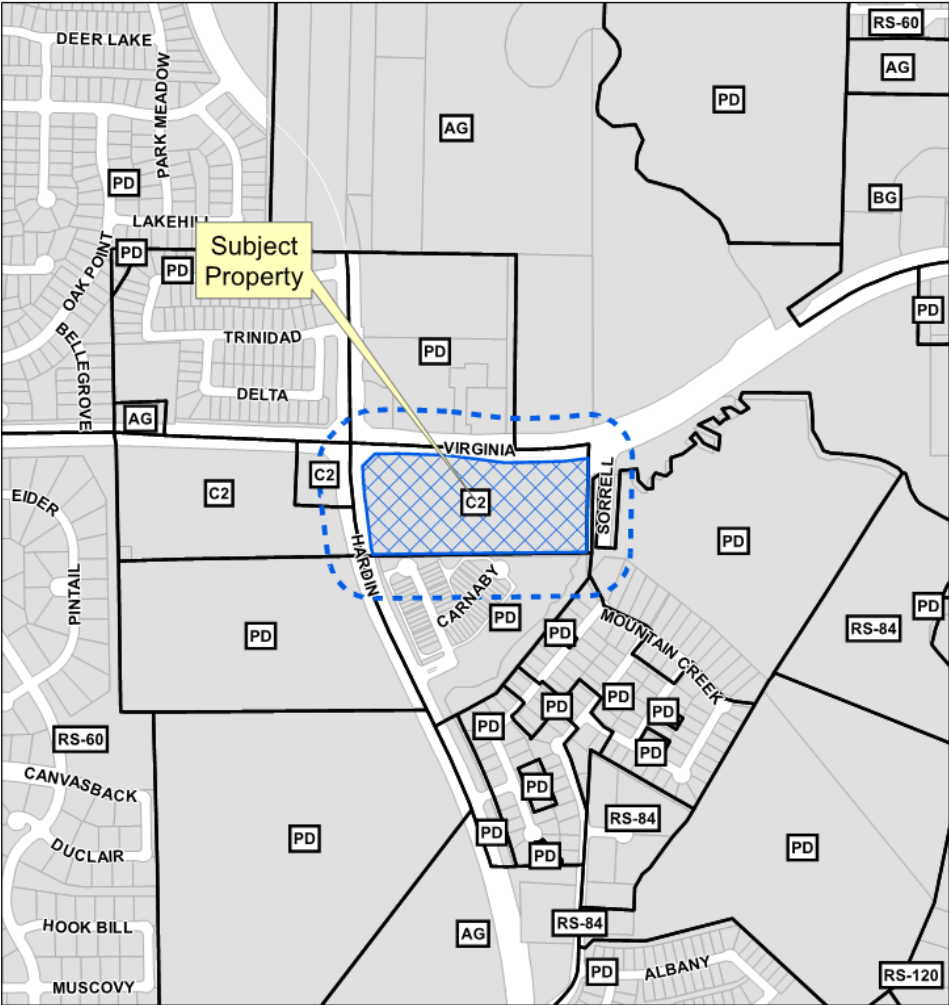 RS-60
DEER LAKE
PARK MEADOW
AG
PD
AG
PD
BG
LAKEHILL
OAK POINT
PD
Subject
Property
PD
PD
TRINIDAD
BELLEGROVE
PD
DELTA
AG
VIRGINIA
C2
C2
C2
SORRELL
EIDER
PD
HARDIN
PINTAIL
CARNABY
PD
PD
RS-84
PD
MOUNTAIN CREEK
PD
PD
PD
PD
PD
PD
RS-60
PD
CANVASBACK
PD
RS-84
PD
PD
PD
DUCLAIR
PD
HOOK BILL
AG
RS-84
PD
ALBANY
RS-120
MUSCOVY